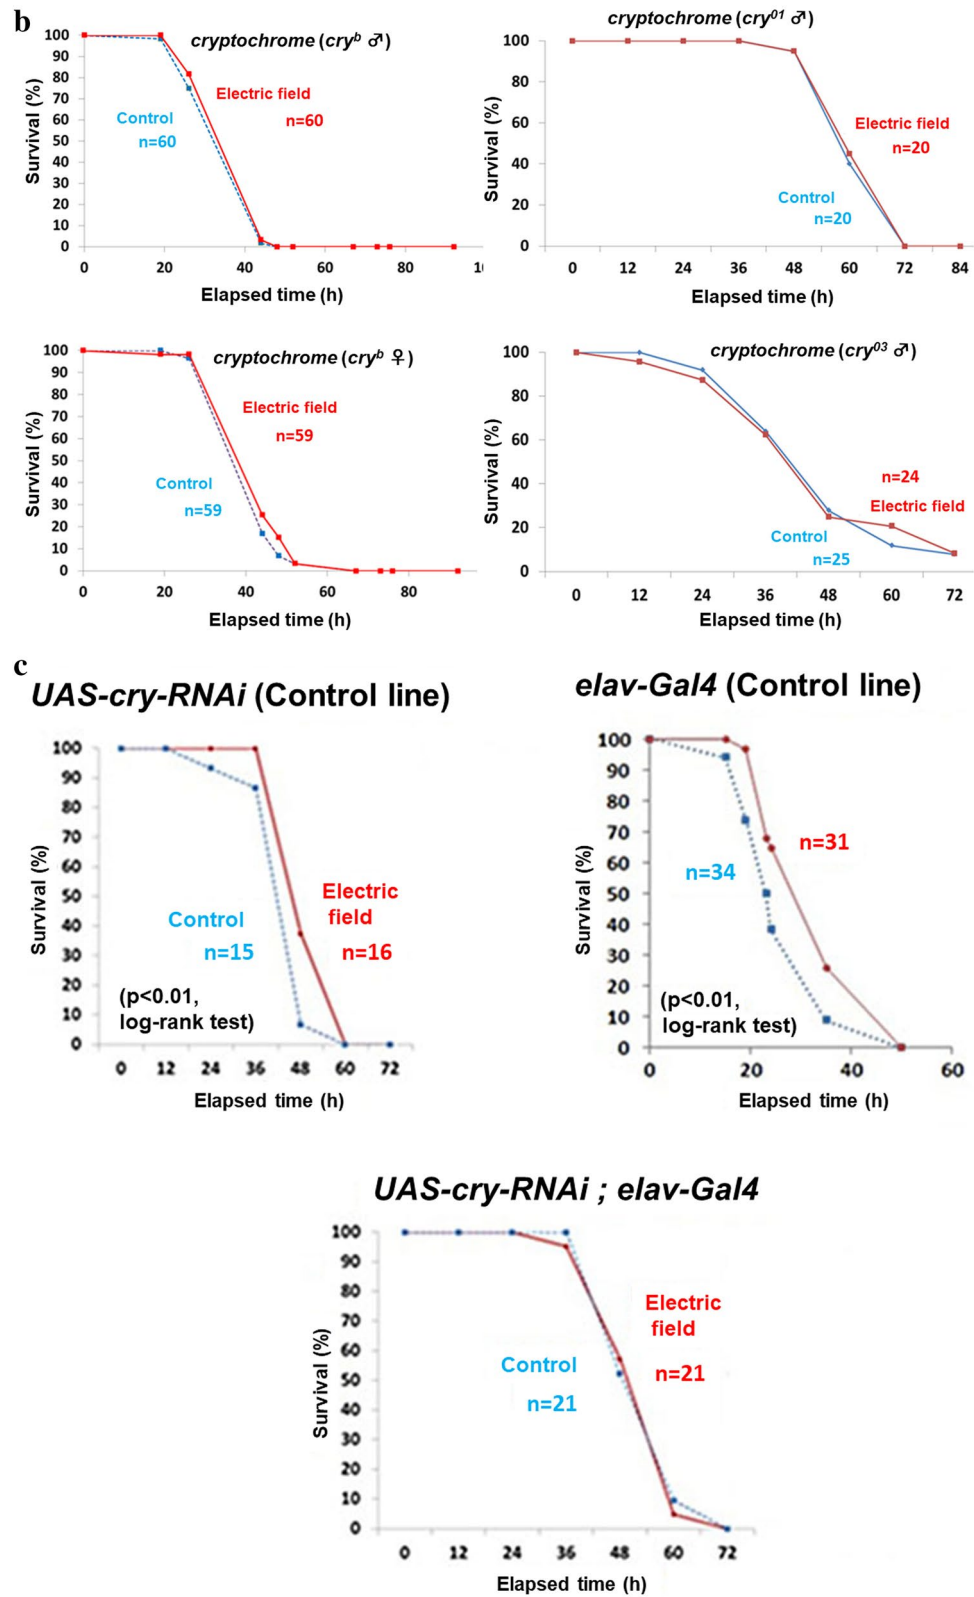 b
cryptochrome (cryᵇ ♂)
100
90
80
70
60
50
40
30
20
10
0
Survival (%)
Electric field
n=60
Control
n=60
0 20 40 60 80
Elapsed time (h)
cryptochrome (cry⁰¹ ♂)
100
80
60
40
20
0
Survival (%)
Electric field
n=20
Control
n=20
0 12 24 36 48 60 72 84
Elapsed time (h)
cryptochrome (cryᵇ ♀)
100
90
80
70
60
50
40
30
20
10
0
Survival (%)
Electric field
n=59
Control
n=59
0 20 40 60 80
Elapsed time (h)
cryptochrome (cry⁰³ ♂)
100
80
60
40
20
0
Survival (%)
n=24
Electric field
Control
n=25
0 12 24 36 48 60 72
Elapsed time (h)
c
UAS-cry-RNAi (Control line)
100
90
80
70
60
50
40
30
20
10
0
Survival (%)
Electric
field
n=16
Control
n=15
(p<0.01,
log-rank test)
0 12 24 36 48 60 72
Elapsed time (h)
elav-Gal4 (Control line)
100
90
80
70
60
50
40
30
20
10
0
Survival (%)
n=31
n=34
(p<0.01,
log-rank test)
0 20 40 60
Elapsed time (h)
UAS-cry-RNAi ; elav-Gal4
100
90
80
70
60
50
40
30
20
10
0
Survival (%)
Electric
field
n=21
Control
n=21
0 12 24 36 48 60 72
Elapsed time (h)